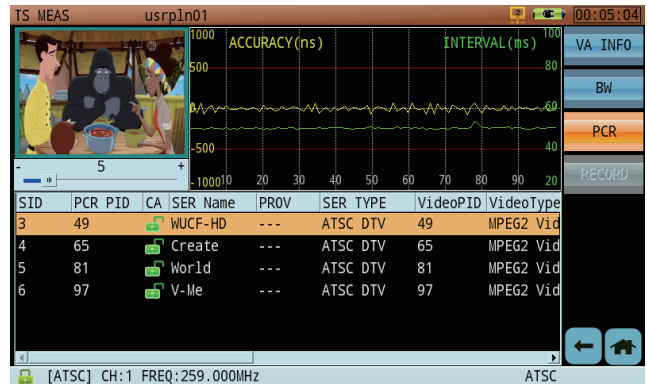 TS MEAS usrpln01 00:05:04
1000 ACCURACY(ns) INTERVAL(ms) 100
500 80
0 60
-500 40
-1000 10 20 30 40 50 60 70 80 90 20
- 5 +
VA INFO
BW
PCR
RECORD
SID PCR PID CA SER Name PROV SER TYPE VideoPID VideoType
3 49 WUCF-HD --- ATSC DTV 49 MPEG2 Vid
4 65 Create --- ATSC DTV 65 MPEG2 Vid
5 81 World --- ATSC DTV 81 MPEG2 Vid
6 97 V-Me --- ATSC DTV 97 MPEG2 Vid
[ATSC] CH:1 FREQ:259.000MHz ATSC